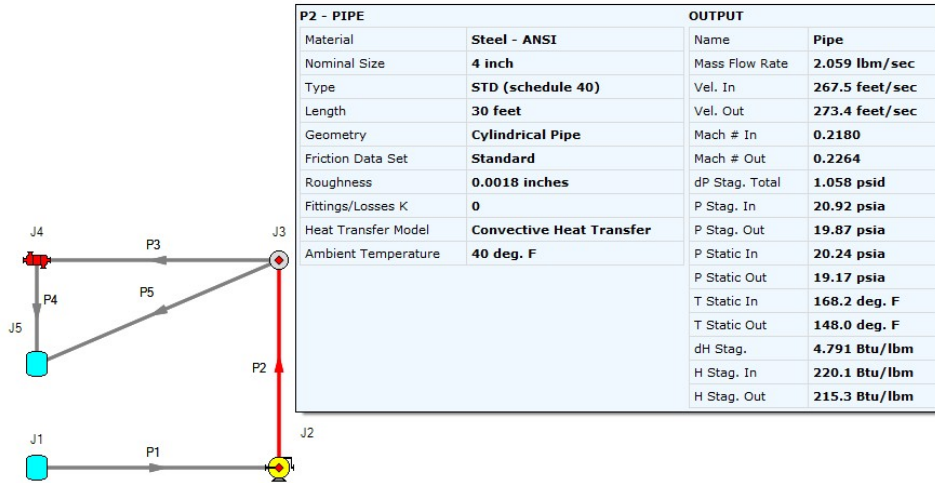 P2 - PIPE OUTPUT
Material Steel - ANSI Name Pipe
Nominal Size 4 inch Mass Flow Rate 2.059 lbm/sec
Type STD (schedule 40) Vel. In 267.5 feet/sec
Length 30 feet Vel. Out 273.4 feet/sec
Geometry Cylindrical Pipe Mach # In 0.2180
Friction Data Set Standard Mach # Out 0.2264
Roughness 0.0018 inches dP Stag. Total 1.058 psid
Fittings/Losses K 0 P Stag. In 20.92 psia
Heat Transfer Model Convective Heat Transfer P Stag. Out 19.87 psia
Ambient Temperature 40 deg. F P Static In 20.24 psia
P Static Out 19.17 psia
T Static In 168.2 deg. F
T Static Out 148.0 deg. F
dH Stag. 4.791 Btu/lbm
H Stag. In 220.1 Btu/lbm
H Stag. Out 215.3 Btu/lbm
J4 P3 J3
P4 P5
J5
P2
J1 P1 J2